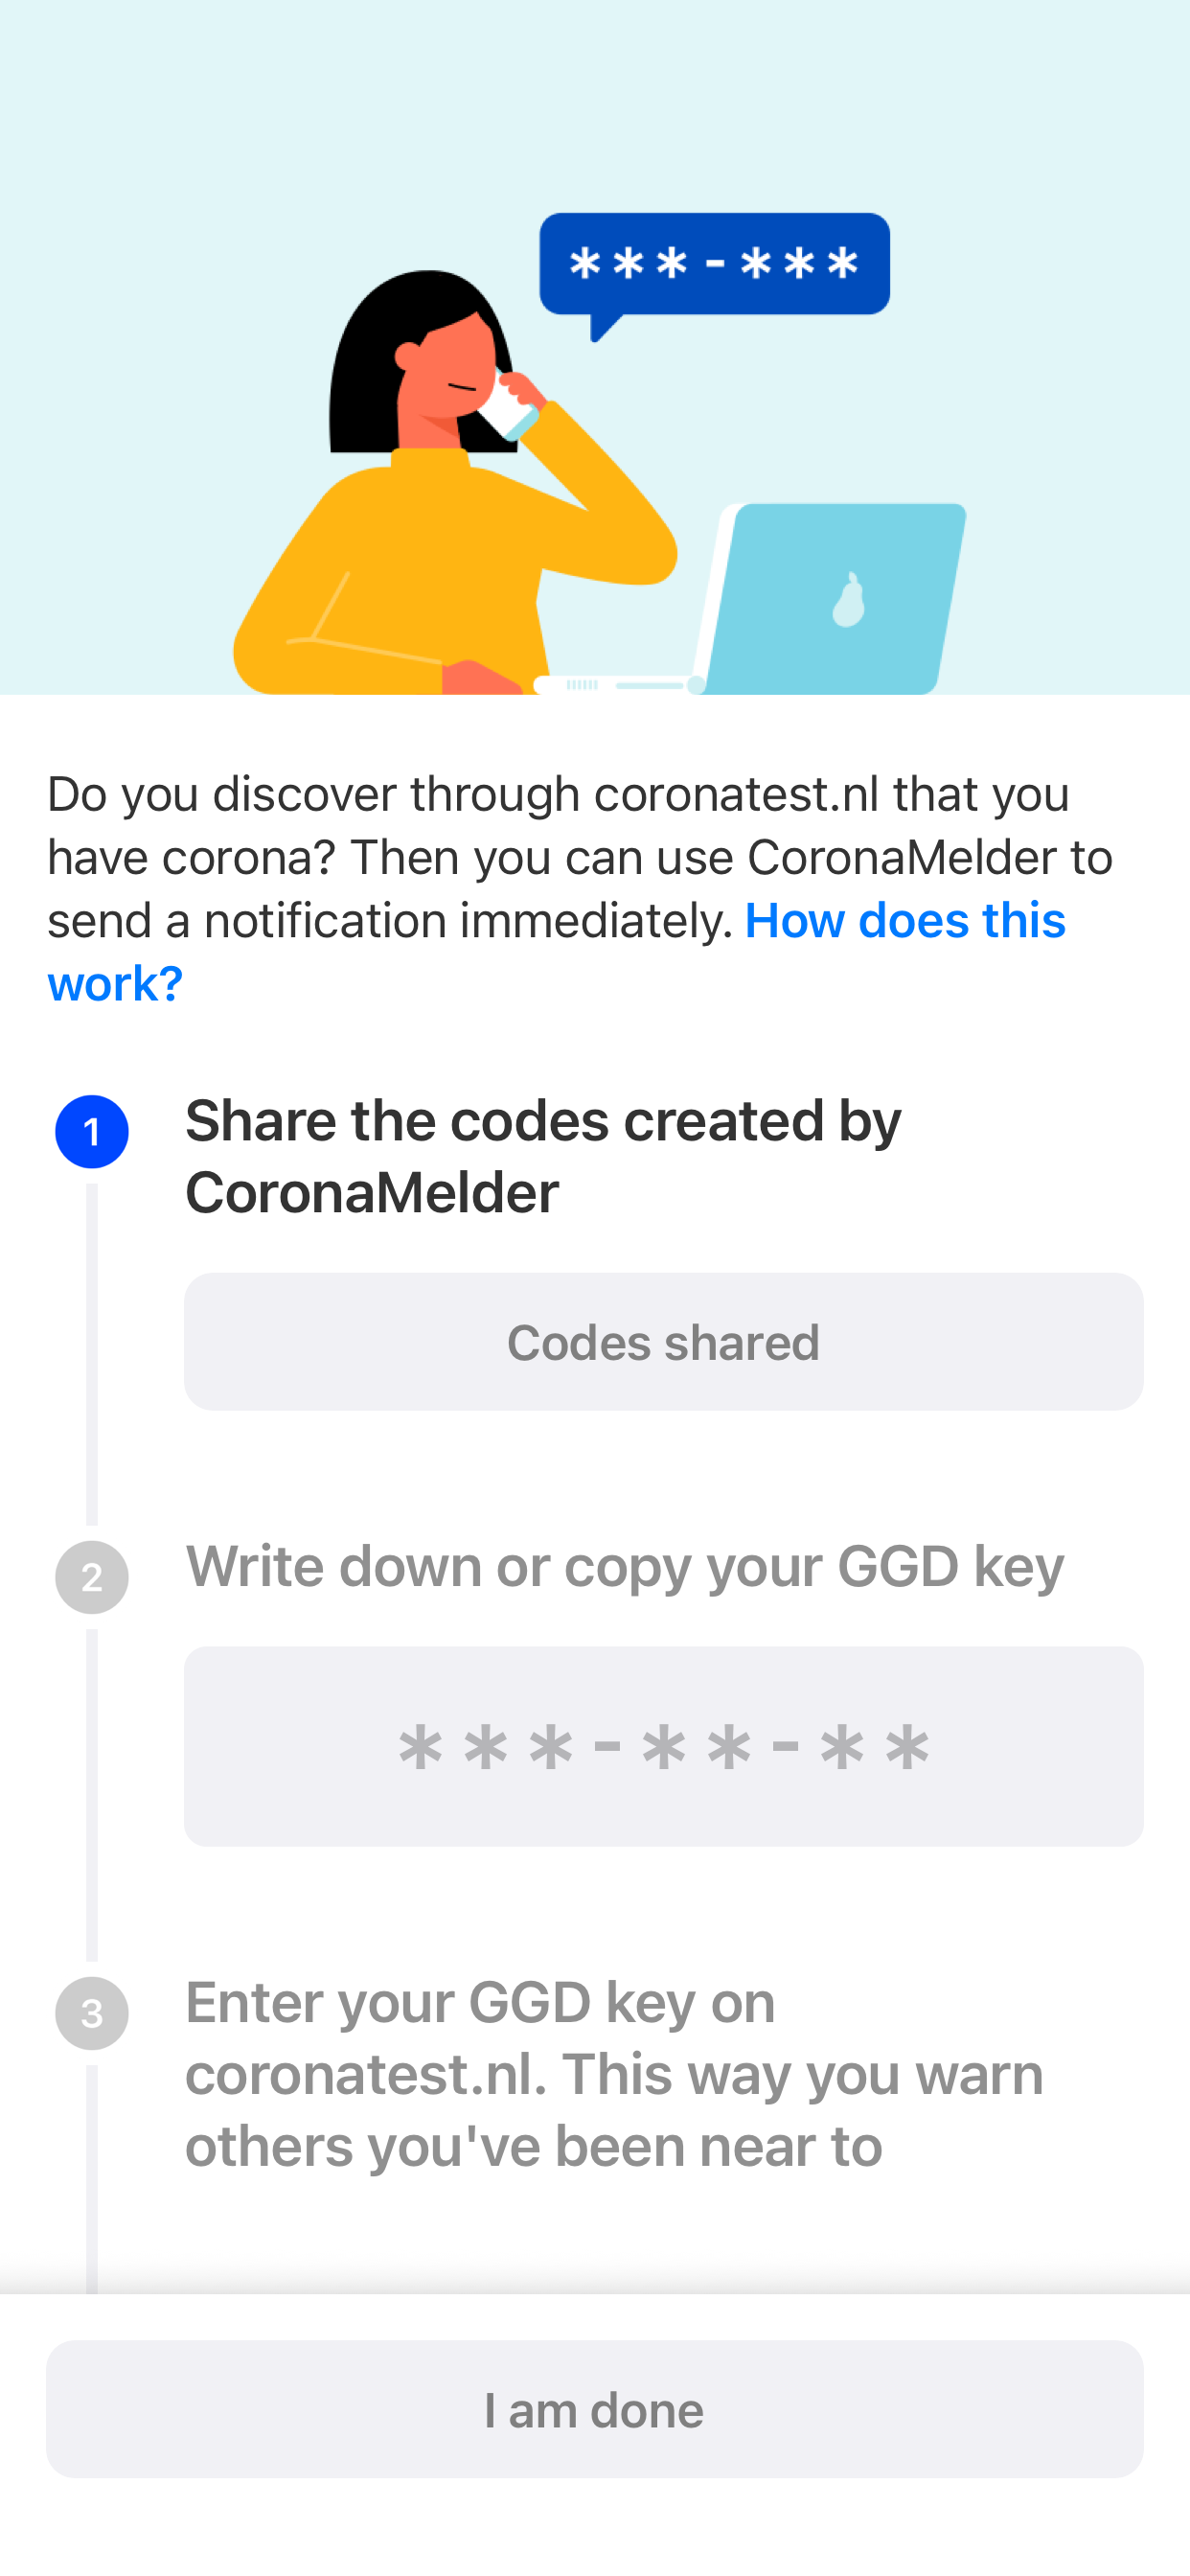 ***-***
Do you discover through coronatest.nl that you
have corona? Then you can use CoronaMelder to
send a notification immediately. How does this
work?
1
Share the codes created by
CoronaMelder
Codes shared
2
Write down or copy your GGD key
***-**-**
3
Enter your GGD key on
coronatest.nl. This way you warn
others you've been near to
I am done